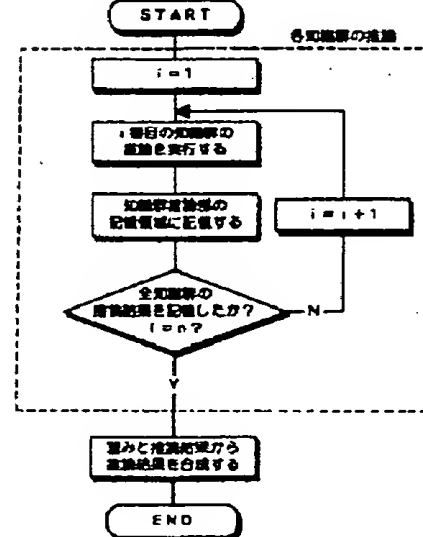 START
各知識群の推論
i = 1
i 番目の知識群の
推論を実行する
知識群推論部の
記憶領域に記憶する
i = i + 1
全知識群の
推論結果を記憶したか?
i = n ?
N
Y
重みと推論結果から
推論結果を合成する
END